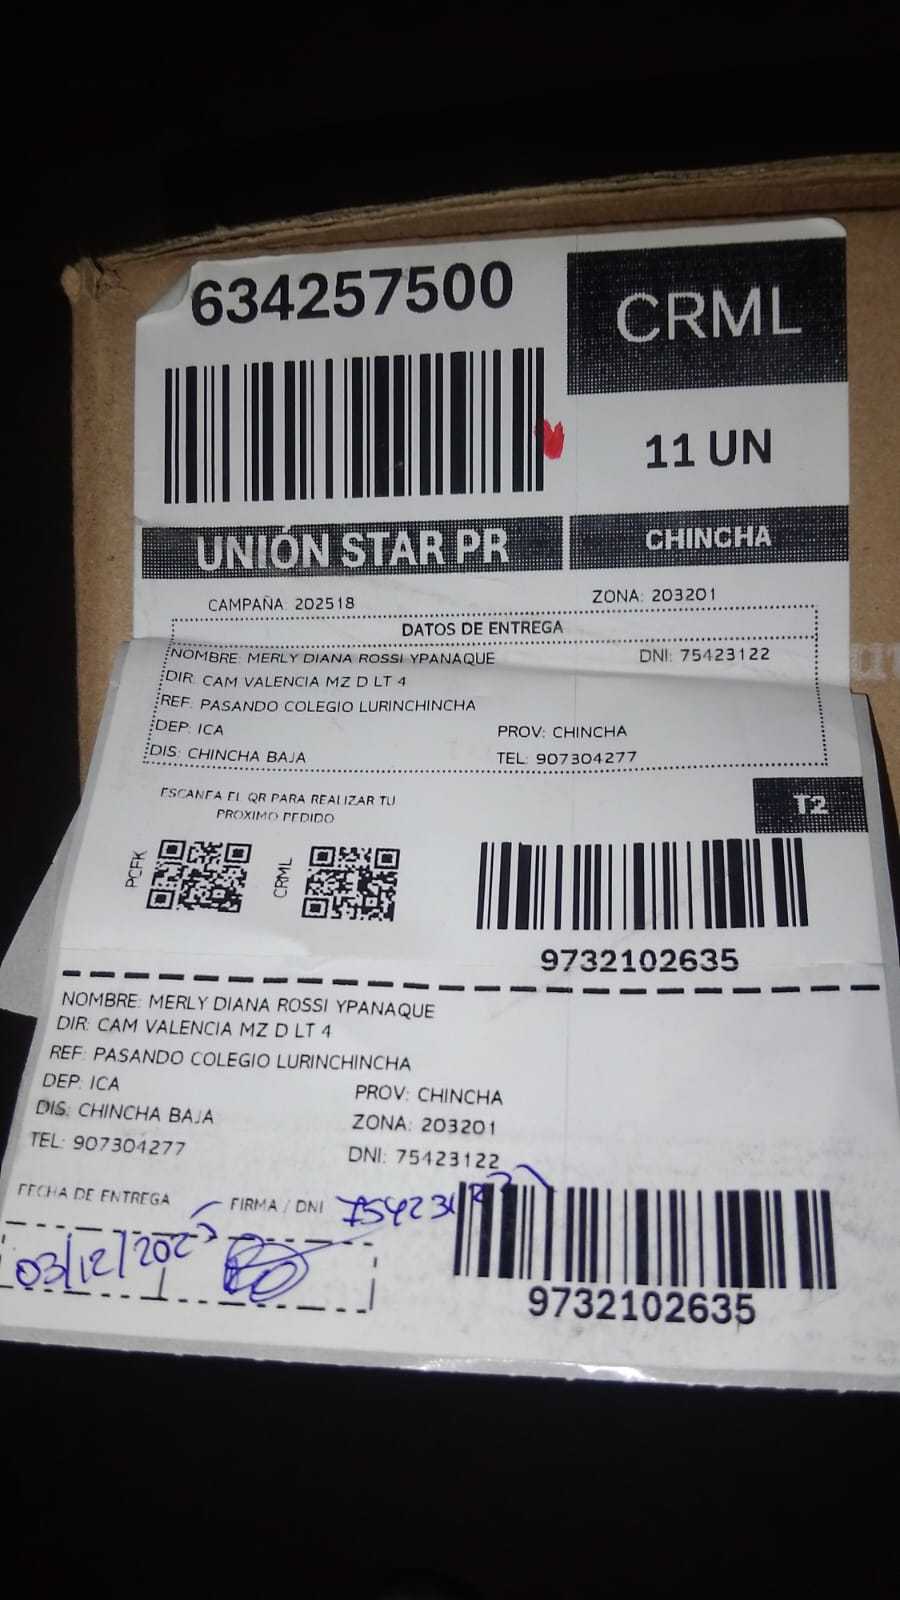 634257500
CRML
11 UN
UNIÓN STAR PR
CHINCHA
CAMPAÑA: 202518
ZONA: 203201
DATOS DE ENTREGA
NOMBRE: MERLY DIANA ROSSI YPANAQUE DNI: 75423122
DIR: CAM VALENCIA MZ D LT 4
REF: PASANDO COLEGIO LURINCHINCHA
DEP: ICA PROV: CHINCHA
DIS: CHINCHA BAJA TEL: 907304277
ESCANEA EL QR PARA REALIZAR TU
PROXIMO PEDIDO
T2
PCFK
CRML
9732102635
NOMBRE: MERLY DIANA ROSSI YPANAQUE
DIR: CAM VALENCIA MZ D LT 4
REF: PASANDO COLEGIO LURINCHINCHA
DEP: ICA PROV: CHINCHA
DIS: CHINCHA BAJA ZONA: 203201
TEL: 907304277 DNI: 75423122
FECHA DE ENTREGA FIRMA / DNI
03/12/202
9732102635